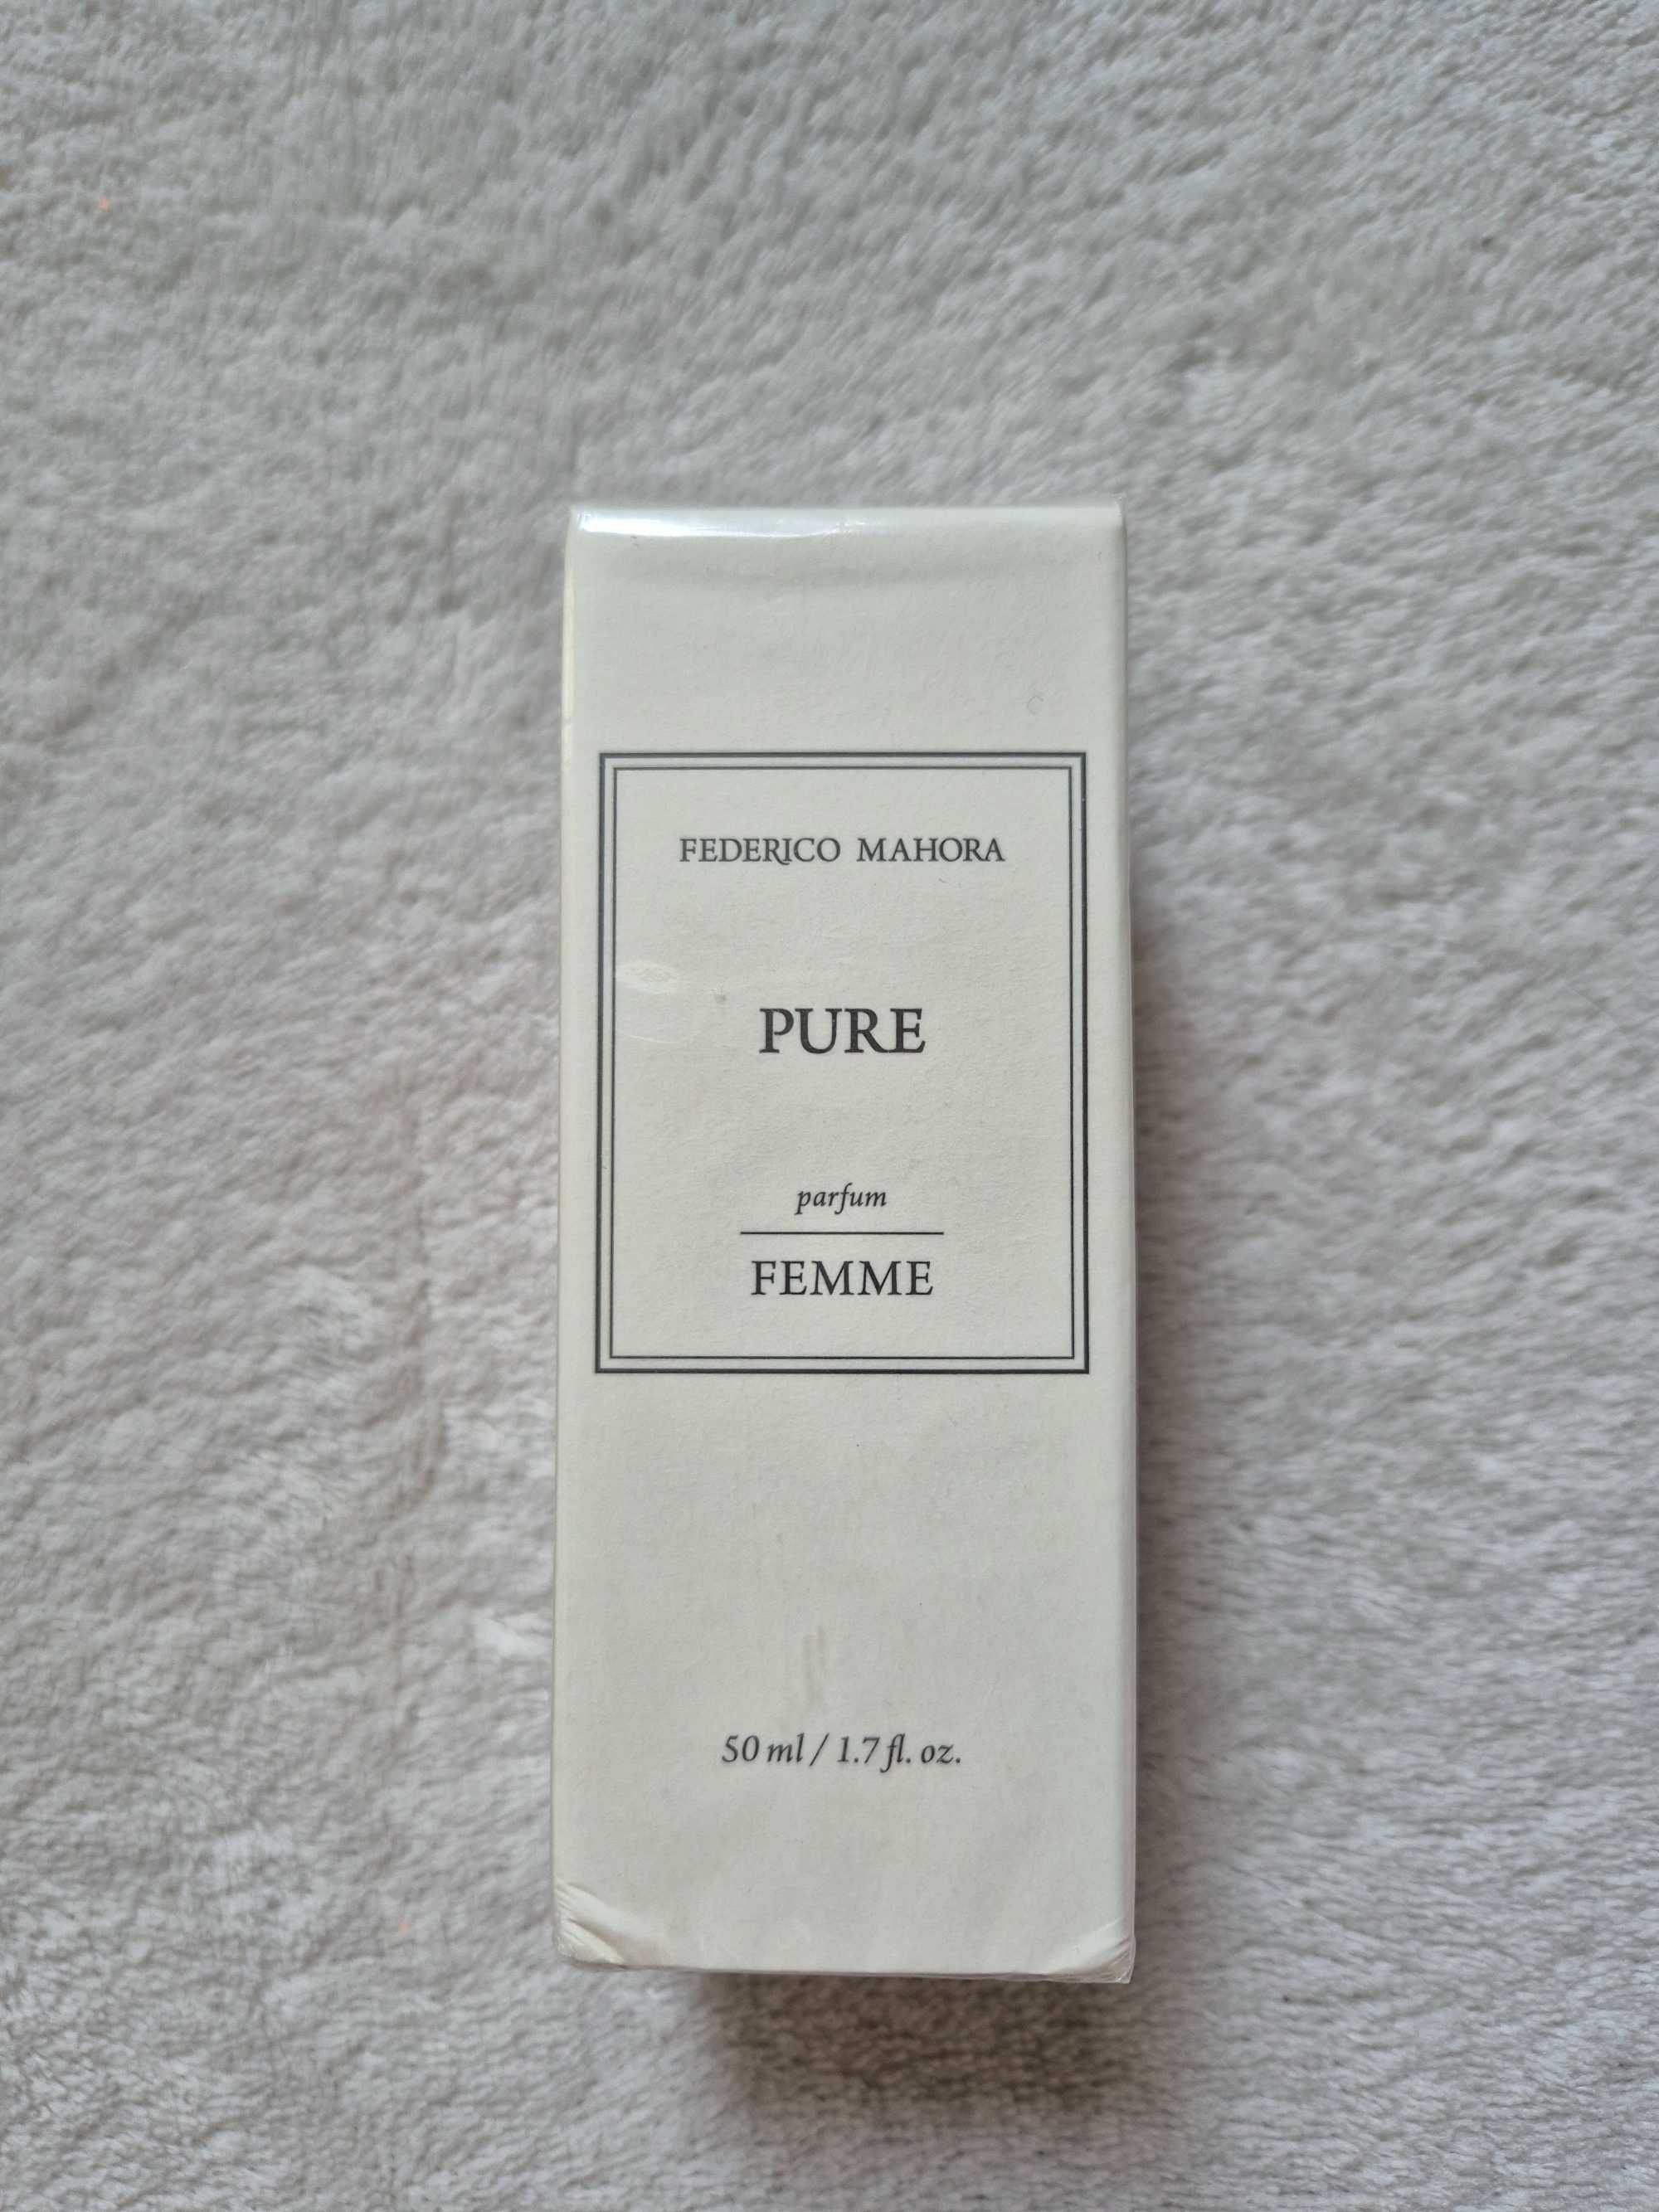 FEDERICO MAHORA
PURE
parfum
FEMME
50 ml / 1.7 fl. oz.